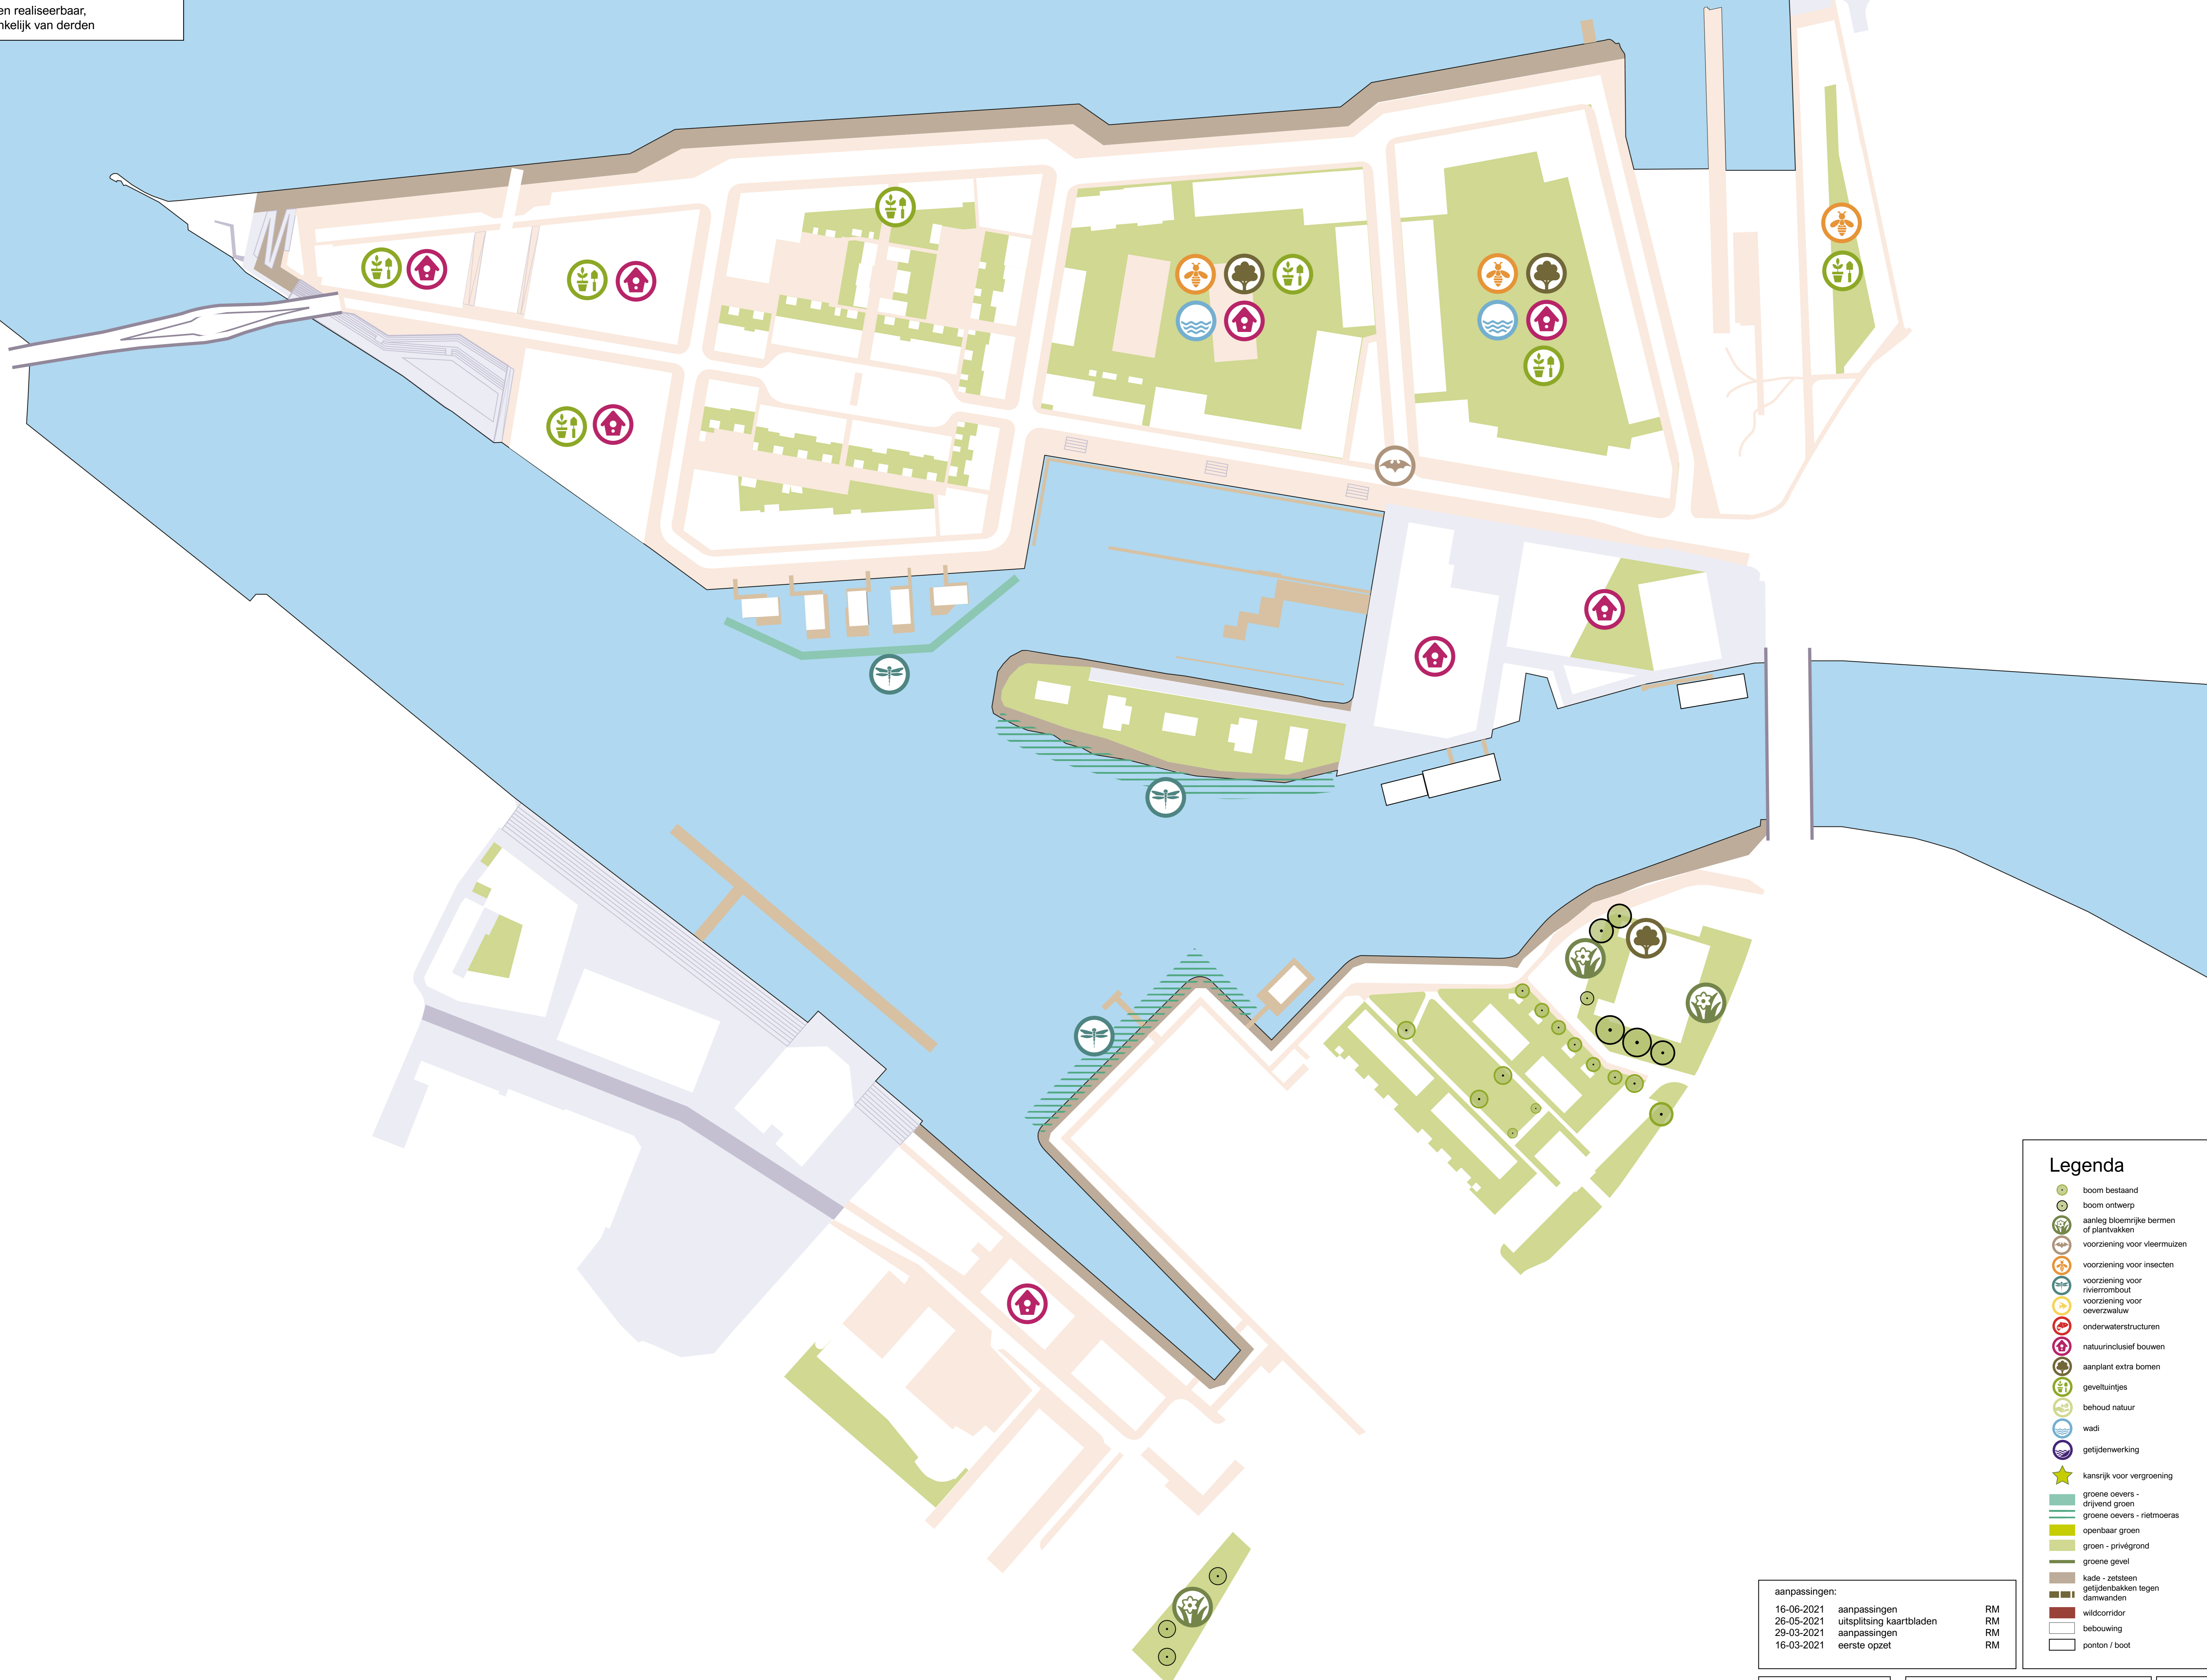 en realiseerbaar,
nkelijk van derden
Legenda
boom bestaand
boom ontwerp
aanleg bloemrijke bermen
of plantvakken
voorziening voor vleermuizen
voorziening voor insecten
voorziening voor
rivierrombout
voorziening voor
oeverzwaluw
onderwaterstructuren
natuurinclusief bouwen
aanplant extra bomen
geveltuintjes
behoud natuur
wadi
getijdenwerking
kansrijk voor vergroening
groene oevers -
drijvend groen
groene oevers - rietmoeras
openbaar groen
groen - privégrond
groene gevel
kade - zetsteen
getijdenbakken tegen
damwanden
wildcorridor
bebouwing
ponton / boot
aanpassingen:
16-06-2021 aanpassingen RM
26-05-2021 uitsplitsing kaartbladen RM
29-03-2021 aanpassingen RM
16-03-2021 eerste opzet RM